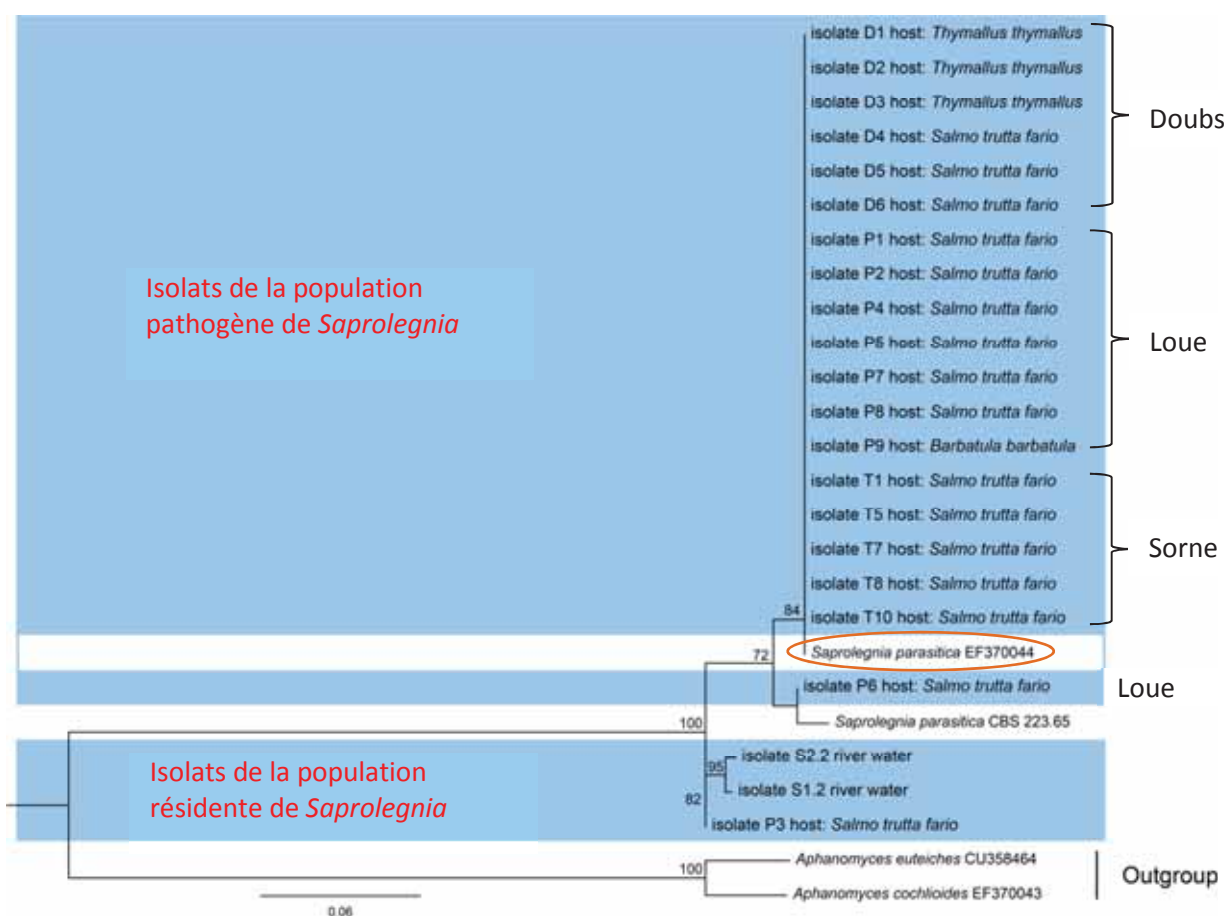 isolate D1 host: Thymallus thymallus
isolate D2 host: Thymallus thymallus
isolate D3 host: Thymallus thymallus
isolate D4 host: Salmo trutta fario
isolate D5 host: Salmo trutta fario
isolate D6 host: Salmo trutta fario
Doubs
isolate P1 host: Salmo trutta fario
isolate P2 host: Salmo trutta fario
isolate P4 host: Salmo trutta fario
isolate P5 host: Salmo trutta fario
isolate P7 host: Salmo trutta fario
isolate P8 host: Salmo trutta fario
isolate P9 host: Barbatula barbatula
Loue
Isolats de la population
pathogène de Saprolegnia
isolate T1 host: Salmo trutta fario
isolate T5 host: Salmo trutta fario
isolate T7 host: Salmo trutta fario
isolate T8 host: Salmo trutta fario
isolate T10 host: Salmo trutta fario
Sorne
84
Saprolegnia parasitica EF370044
72
isolate P6 host: Salmo trutta fario
Loue
Saprolegnia parasitica CBS 223.65
100
Isolats de la population
résidente de Saprolegnia
isolate S2.2 river water
95
isolate S1.2 river water
82
isolate P3 host: Salmo trutta fario
Aphanomyces euteiches CU358464
100
Aphanomyces cochlioides EF370043
Outgroup
0.06